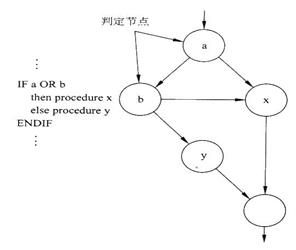 判定节点
a
⋮
IF a OR b
then procedure x
else procedure y
ENDIF
⋮
b
x
y